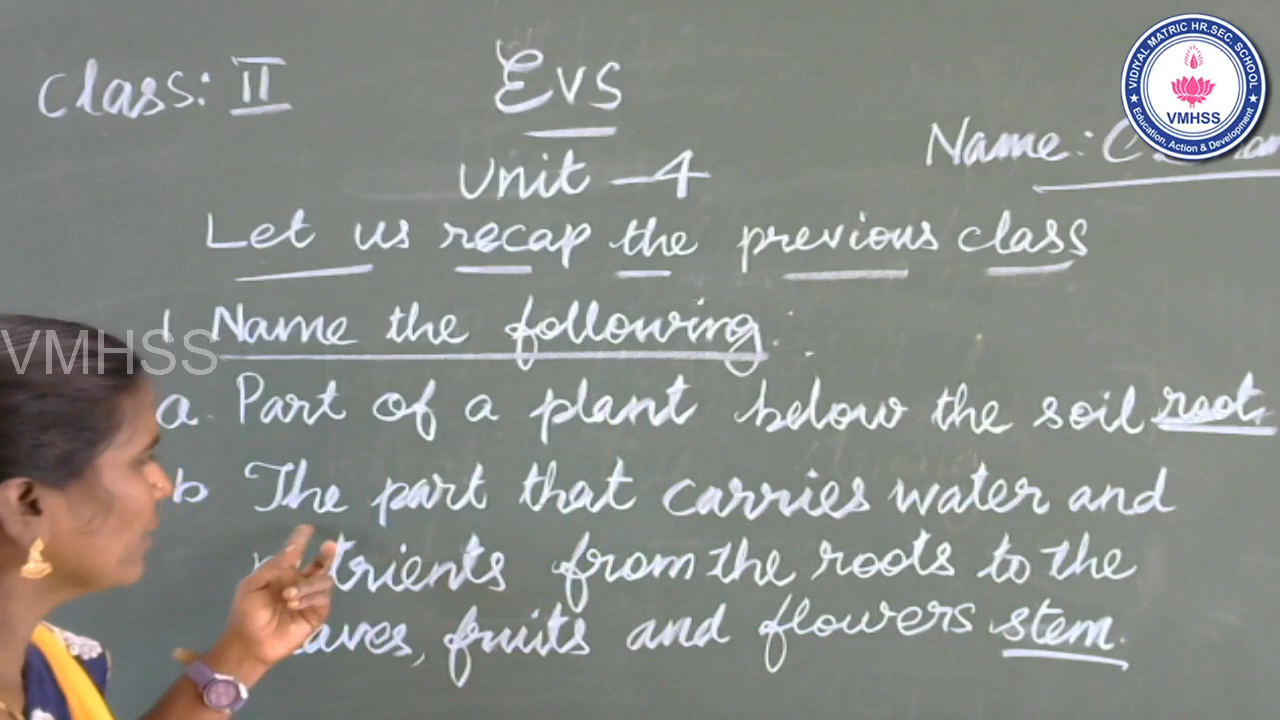 Class: II
Evs
Unit - 4
Name: C
Let us recap the previous class
1. Name the following:
a. Part of a plant below the soil root.
b The part that carries water and
nutrients from the roots to the
leaves, fruits and flowers stem.
VIDIYAL MATRIC HR.SEC. SCHOOL
VMHSS
Education, Action & Development
VMHSS